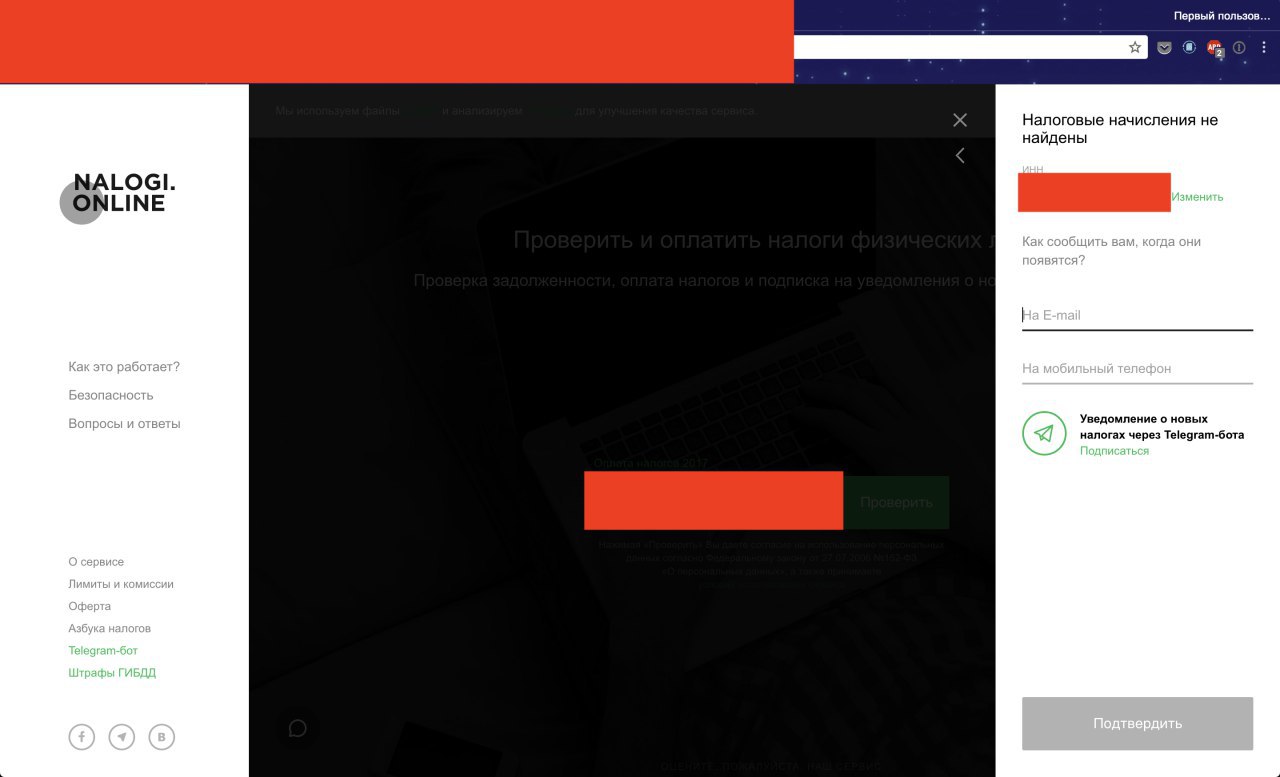 Первый пользов...
ABP
2
NALOGI.
ONLINE
Как это работает?
Безопасность
Вопросы и ответы
О сервисе
Лимиты и комиссии
Оферта
Азбука налогов
Telegram-бот
Штрафы ГИБДД
Мы используем файлы и анализируем для улучшения качества сервиса.
Проверить и оплатить налоги физических л
Проверка задолженности, оплата налогов и подписка на уведомления о но
Оплата налогов 2017
Проверить
Нажимая «Проверить» Вы даете согласие на использование персональных
данных согласно Федеральному закону от 27.07.2006 №152-ФЗ
«О персональных данных», а также принимаете
ОЦЕНИТЕ, ПОЖАЛУЙСТА, НАШ СЕРВИС
Налоговые начисления не
найдены
ИНН
Изменить
Как сообщить вам, когда они
появятся?
На E-mail
На мобильный телефон
Уведомление о новых
налогах через Telegram-бота
Подписаться
Подтвердить